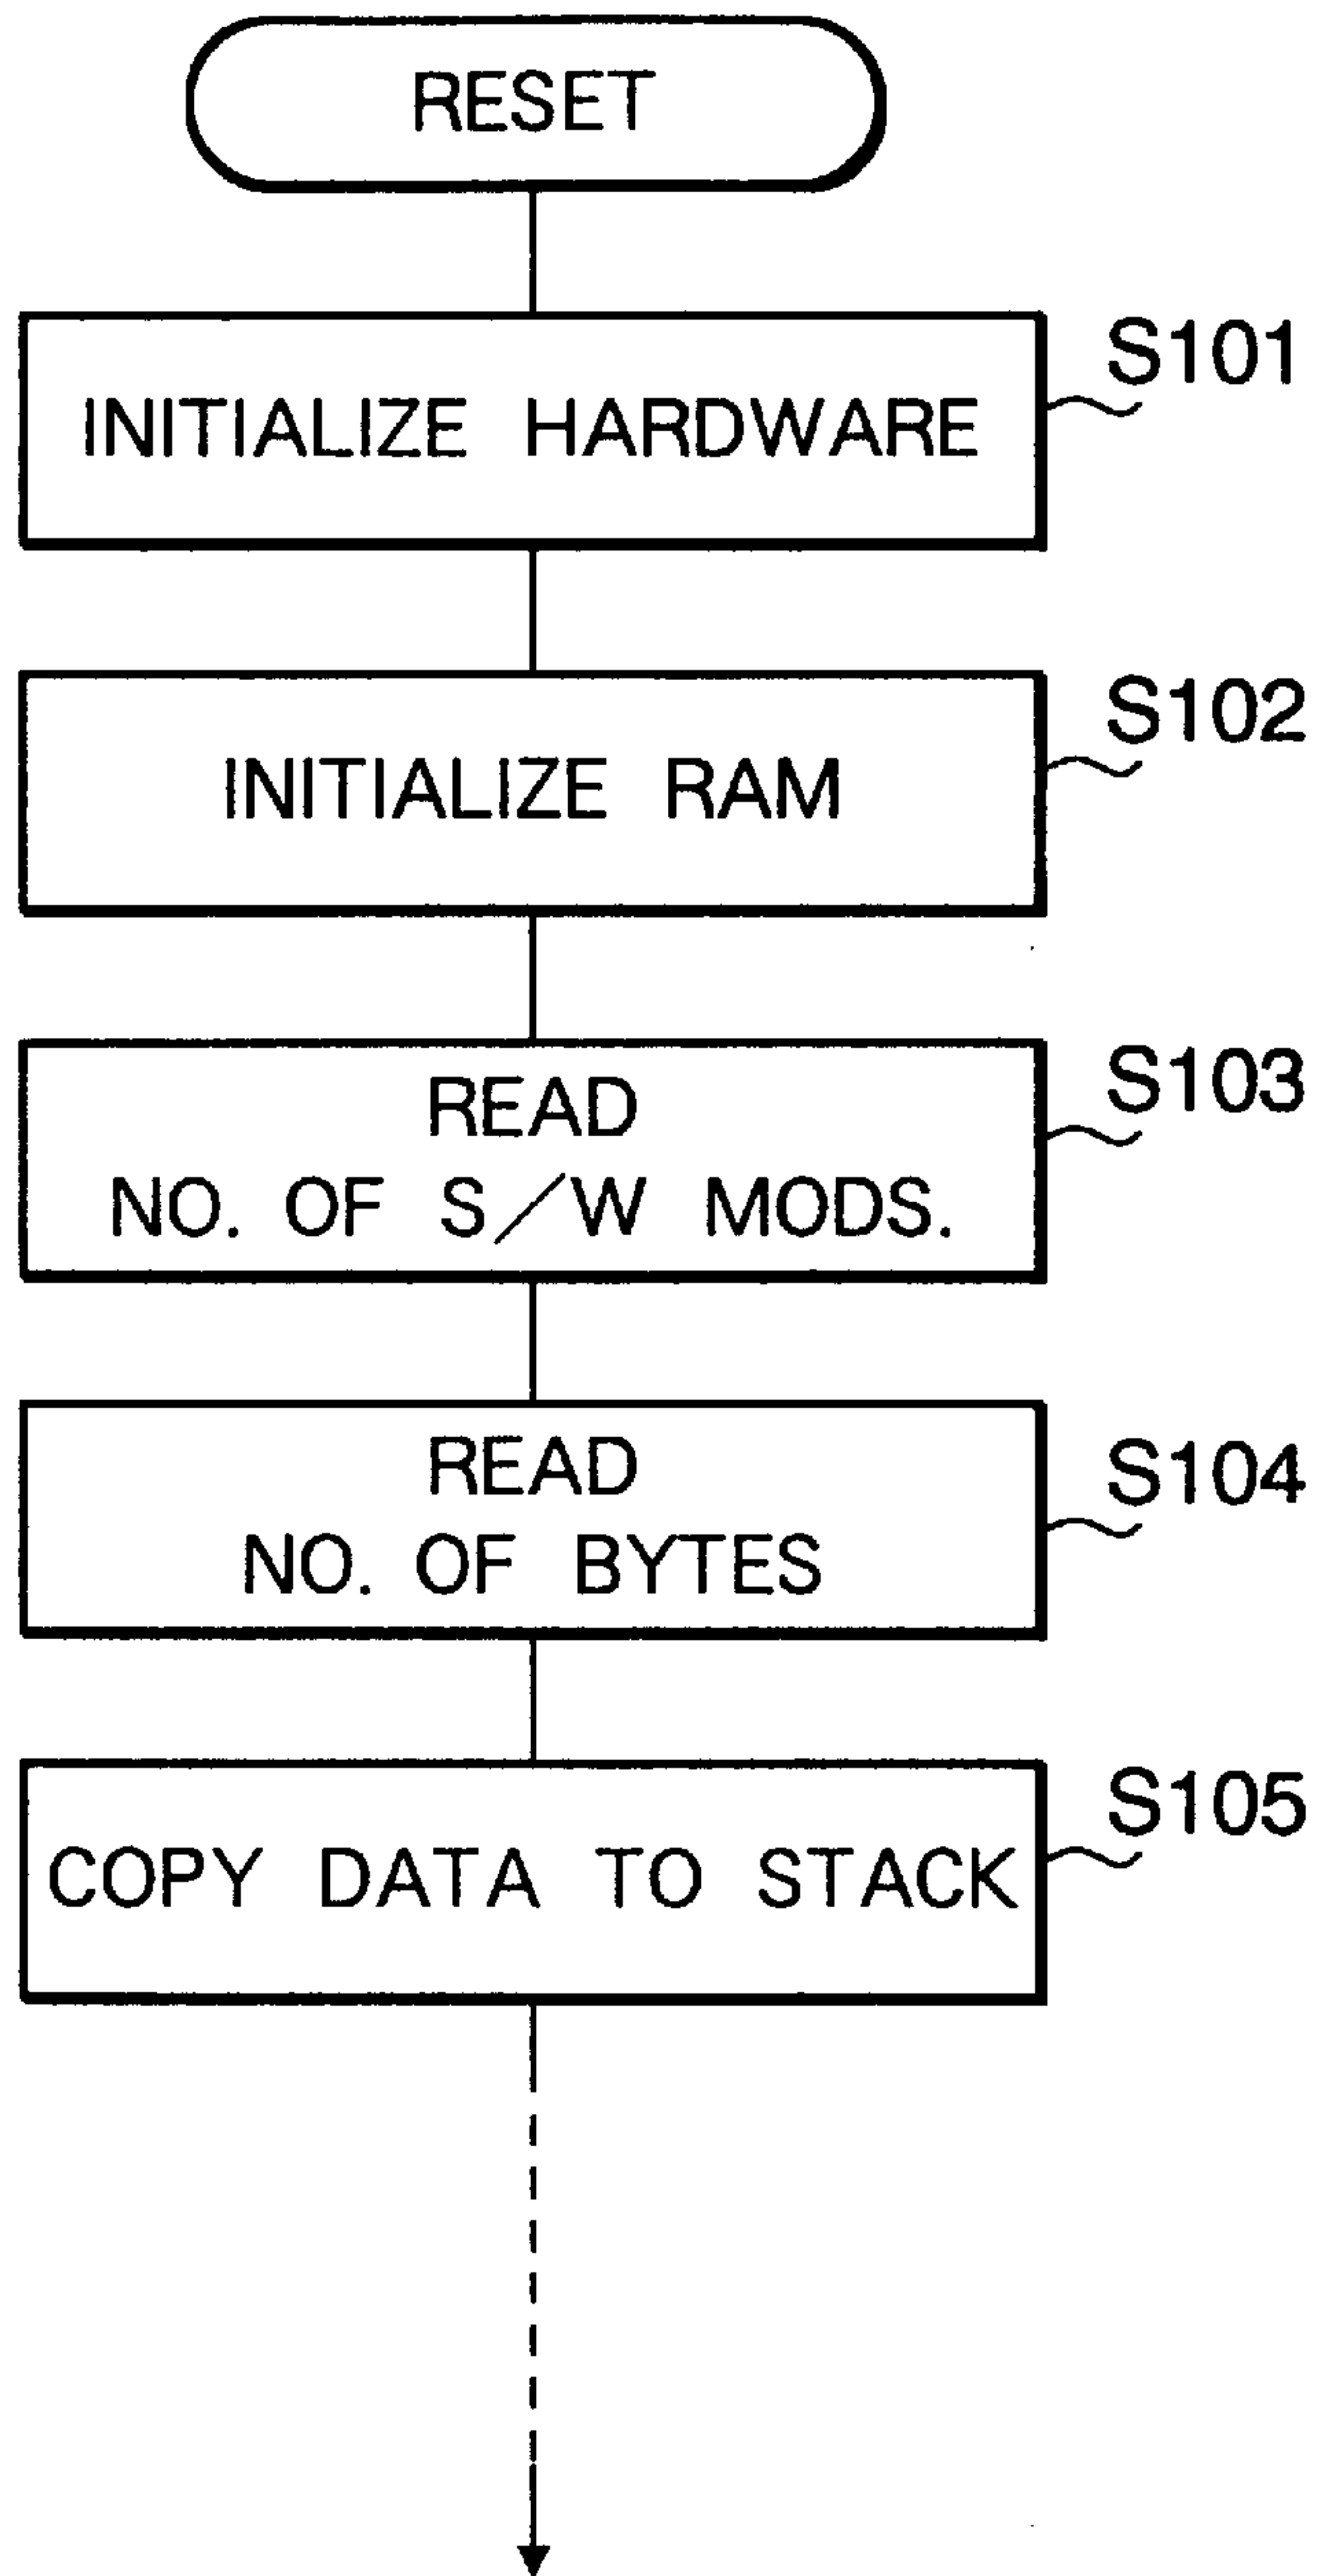 RESET
S101
INITIALIZE HARDWARE
S102
INITIALIZE RAM
S103
READ
NO. OF S/W MODS.
S104
READ
NO. OF BYTES
S105
COPY DATA TO STACK